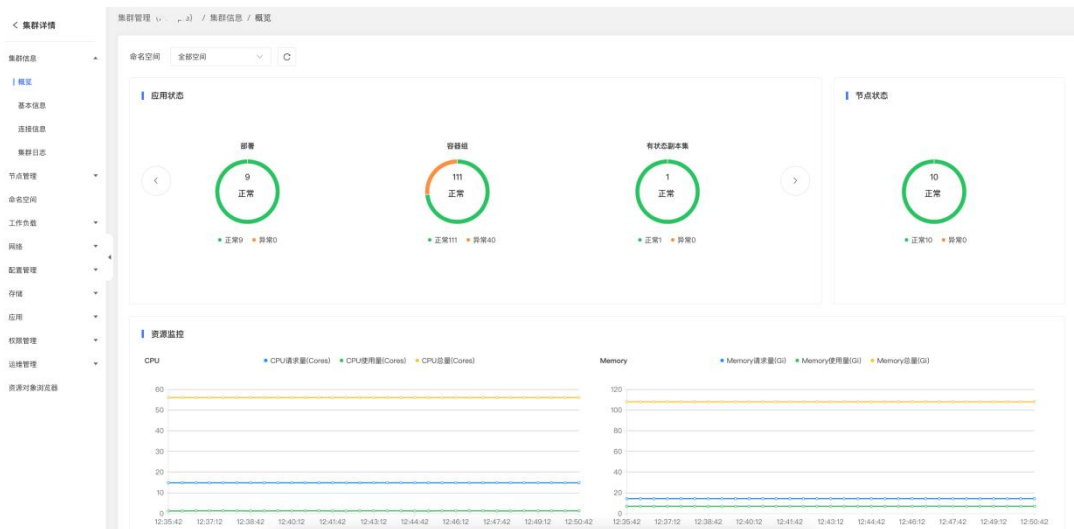 集群详情
集群管理 / 集群信息 / 概览
集群信息
概览
基本信息
连接信息
集群日志
节点管理
命名空间
工作负载
网络
配置管理
存储
应用
权限管理
运维管理
资源对象浏览器
命名空间 全部空间
应用状态
部署
9
正常
正常9 异常0
容器组
111
正常
正常111 异常40
有状态副本集
1
正常
正常1 异常0
节点状态
10
正常
正常10 异常0
资源监控
CPU
CPU请求量(Cores) CPU使用量(Cores) CPU总量(Cores)
60
50
40
30
20
10
0
12:35:42 12:37:12 12:38:42 12:40:12 12:41:42 12:43:12 12:44:42 12:46:12 12:47:42 12:49:12 12:50:42
Memory
Memory请求量(Gi) Memory使用量(Gi) Memory总量(Gi)
120
100
80
60
40
20
0
12:35:42 12:37:12 12:38:42 12:40:12 12:41:42 12:43:12 12:44:42 12:46:12 12:47:42 12:49:12 12:50:42